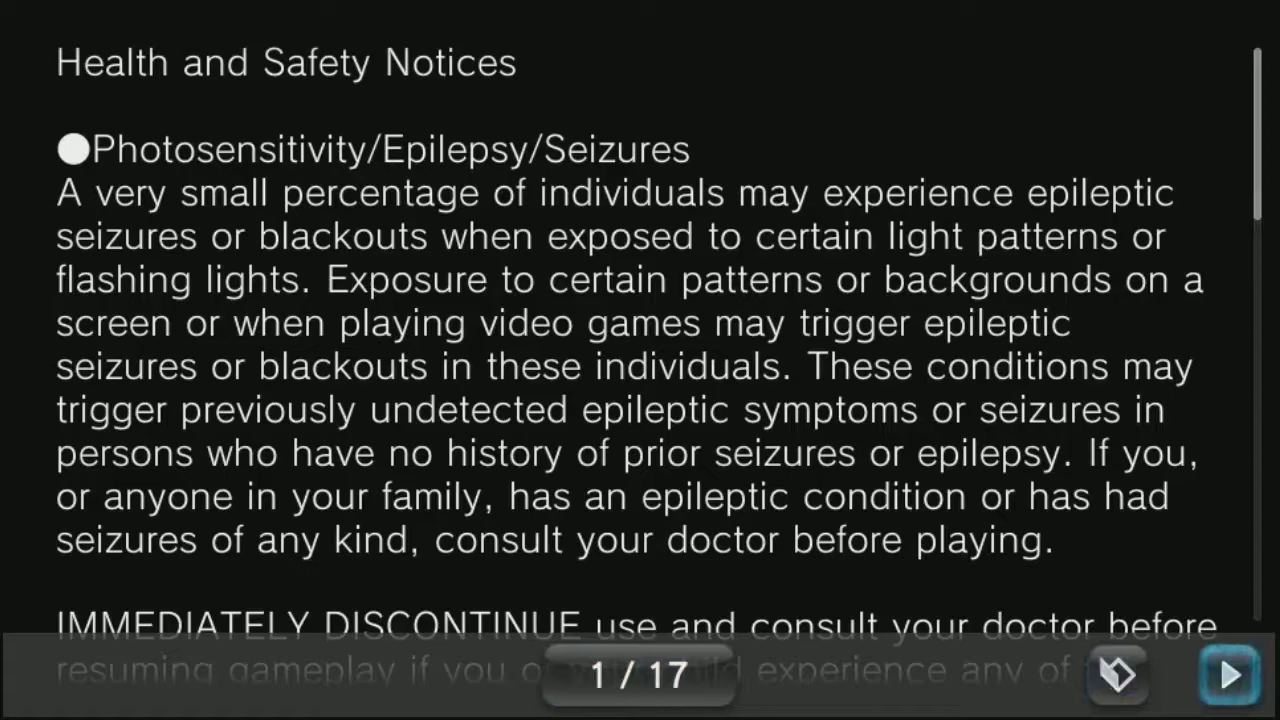 Health and Safety Notices
●Photosensitivity/Epilepsy/Seizures
A very small percentage of individuals may experience epileptic
seizures or blackouts when exposed to certain light patterns or
flashing lights. Exposure to certain patterns or backgrounds on a
screen or when playing video games may trigger epileptic
seizures or blackouts in these individuals. These conditions may
trigger previously undetected epileptic symptoms or seizures in
persons who have no history of prior seizures or epilepsy. If you,
or anyone in your family, has an epileptic condition or has had
seizures of any kind, consult your doctor before playing.
IMMEDIATELY DISCONTINUE use and consult your doctor before
resuming gameplay if you experience any of
1 / 17